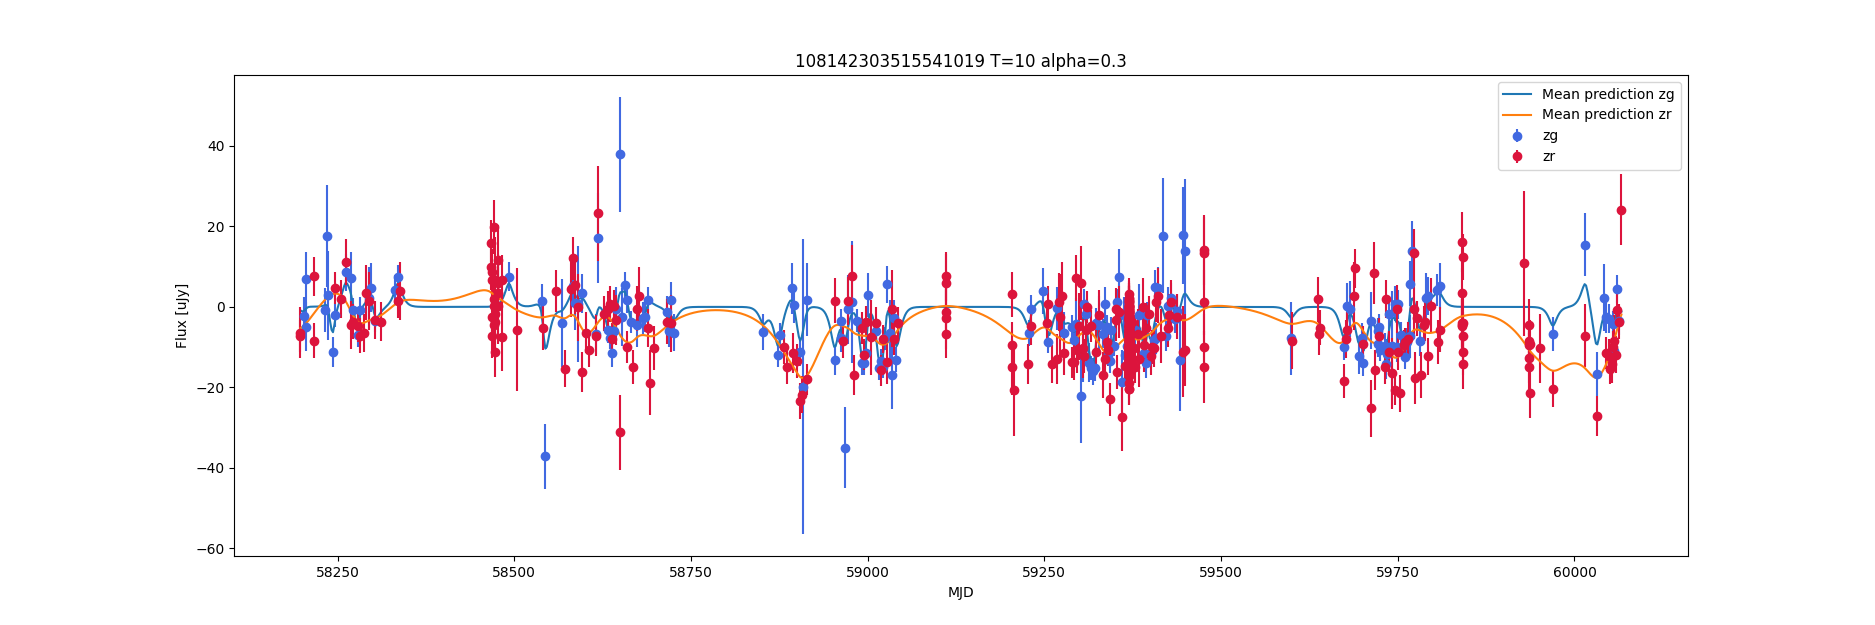 108142303515541019 T=10 alpha=0.3
Mean prediction zg
Mean prediction zr
zg
zr
40
20
0
−20
−40
−60
Flux [uJy]
58250
58500
58750
59000
59250
59500
59750
60000
MJD